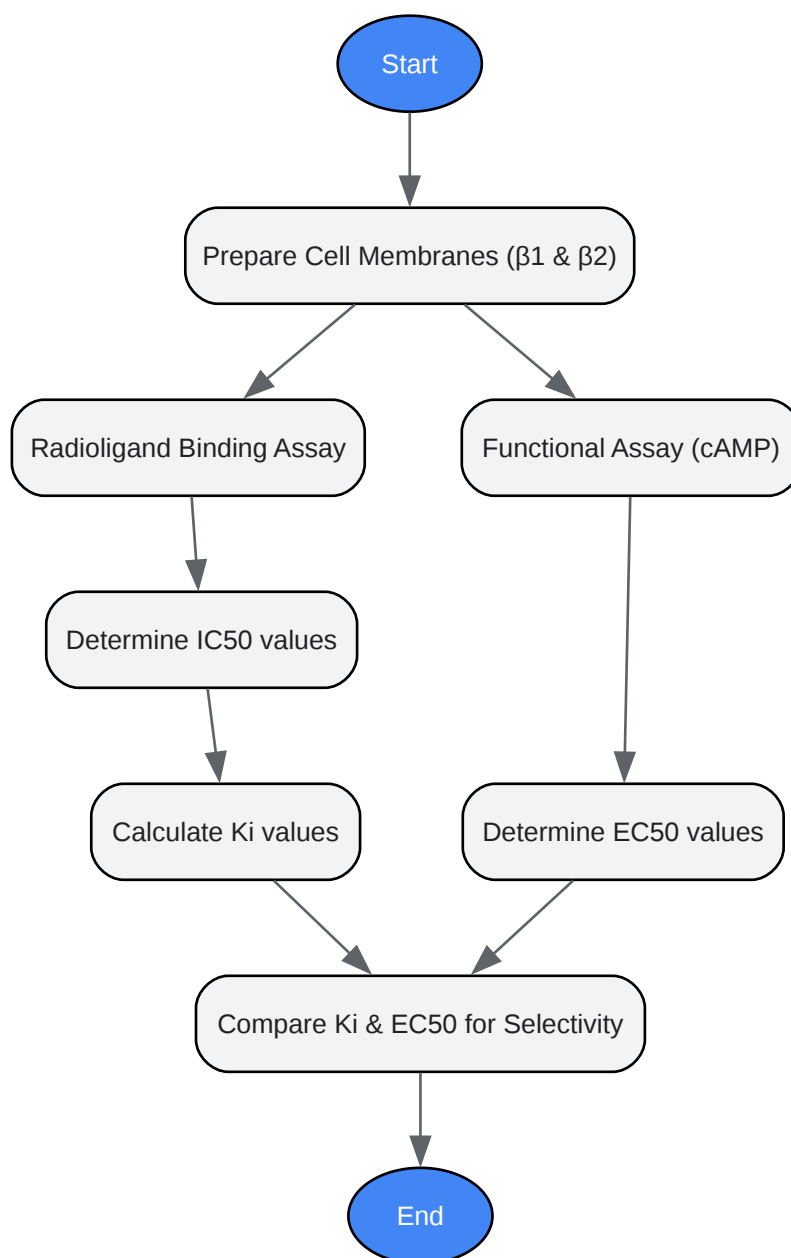 Start
Prepare Cell Membranes (β1 & β2)
Radioligand Binding Assay
Functional Assay (cAMP)
Determine IC50 values
Calculate Ki values
Determine EC50 values
Compare Ki & EC50 for Selectivity
End